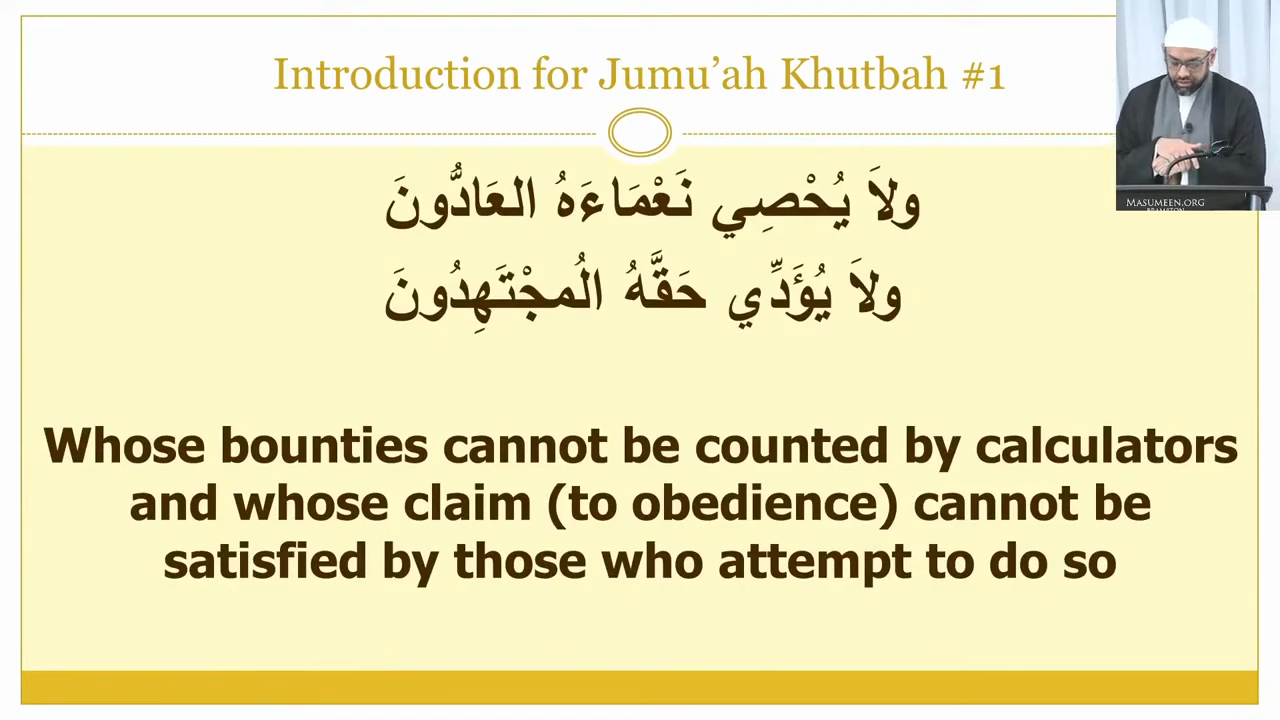 Introduction for Jumu’ah Khutbah #1
ولاَ يُحْصِي نَعْمَاءَهُ العَادُّونَ
ولاَ يُؤَدِّي حَقَّهُ الُمجْتَهِدُونَ
Whose bounties cannot be counted by calculators
and whose claim (to obedience) cannot be
satisfied by those who attempt to do so
MASUMEEN.ORG
BRAMPTON